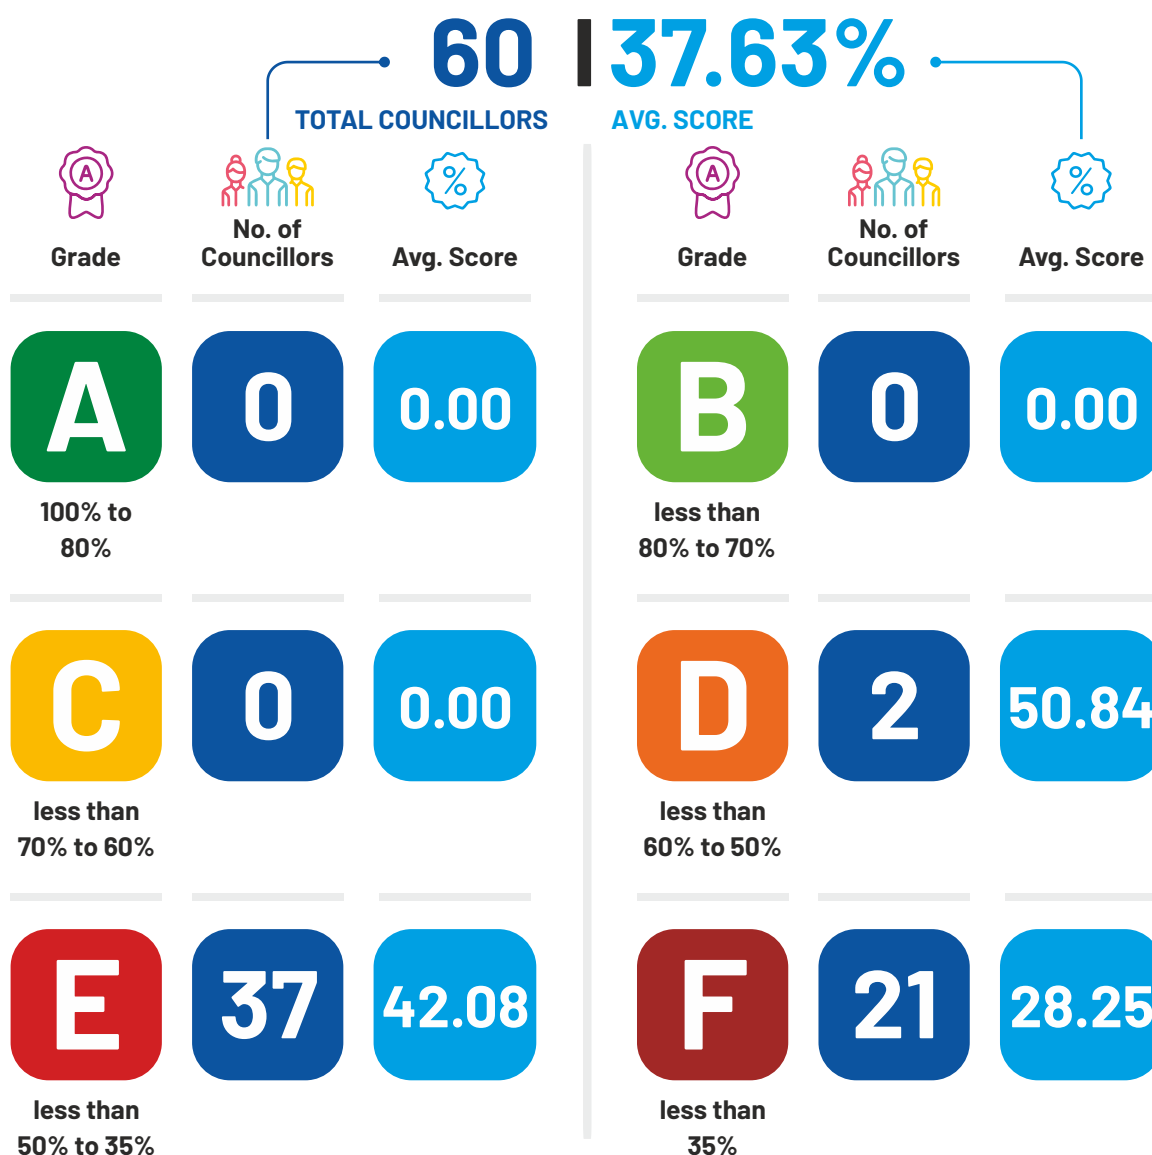 60 | 37.63%
TOTAL COUNCILLORS AVG. SCORE
A A
No. of No. of
Grade Councillors Avg. Score Grade Councillors Avg. Score
A 0 0.00 B 0 0.00
100% to less than
80% 80% to 70%
C 0 0.00 D 2 50.84
less than less than
70% to 60% 60% to 50%
E 37 42.08 F 21 28.25
less than less than
50% to 35% 35%